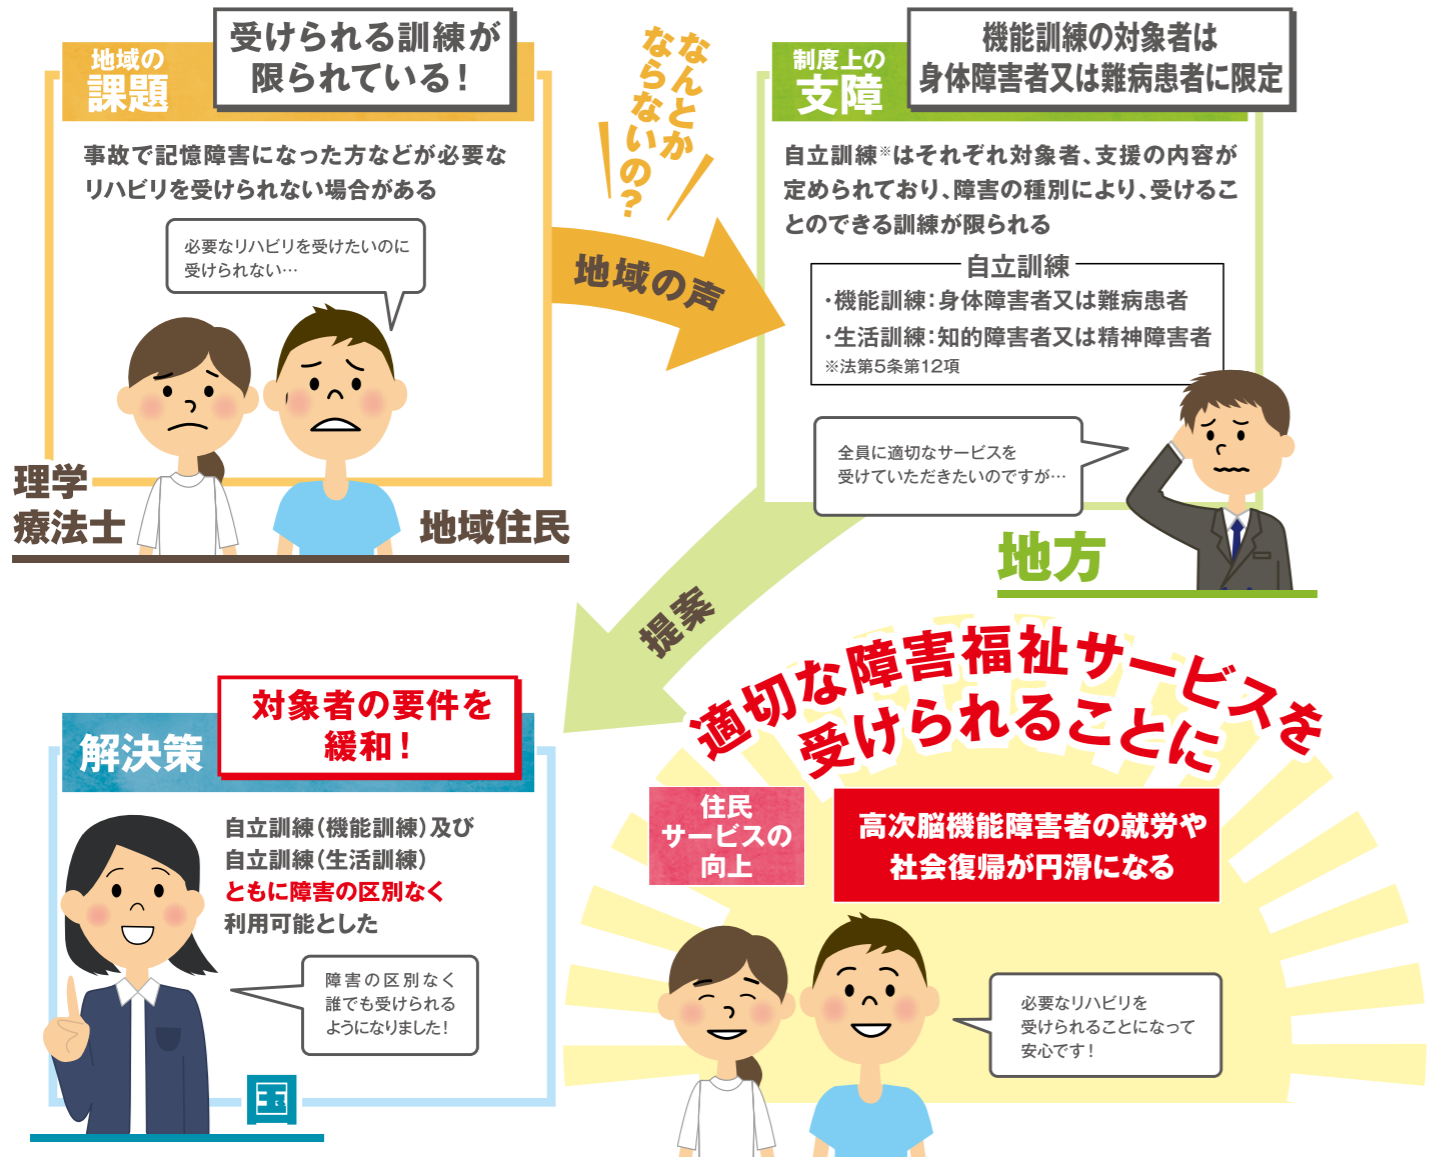 地域の
課題
受けられる訓練が
限られている！
事故で記憶障害になった方などが必要な
リハビリを受けられない場合がある
必要なリハビリを受けたいのに
受けられない…
理学
療法士
地域住民
なんとか
ならないの？
地域の声
制度上の
支障
機能訓練の対象者は
身体障害者又は難病患者に限定
自立訓練※はそれぞれ対象者、支援の内容が
定められており、障害の種別により、受けるこ
とのできる訓練が限られる
自立訓練
・機能訓練：身体障害者又は難病患者
・生活訓練：知的障害者又は精神障害者
※法第5条第12項
全員に適切なサービスを
受けていただきたいのですが…
地方
提案
解決策
対象者の要件を
緩和！
自立訓練（機能訓練）及び
自立訓練（生活訓練）
ともに障害の区別なく
利用可能とした
障害の区別なく
誰でも受けられる
ようになりました！
国
適切な障害福祉サービスを
受けられることに
住民
サービスの
向上
高次脳機能障害者の就労や
社会復帰が円滑になる
必要なリハビリを
受けられることになって
安心です！